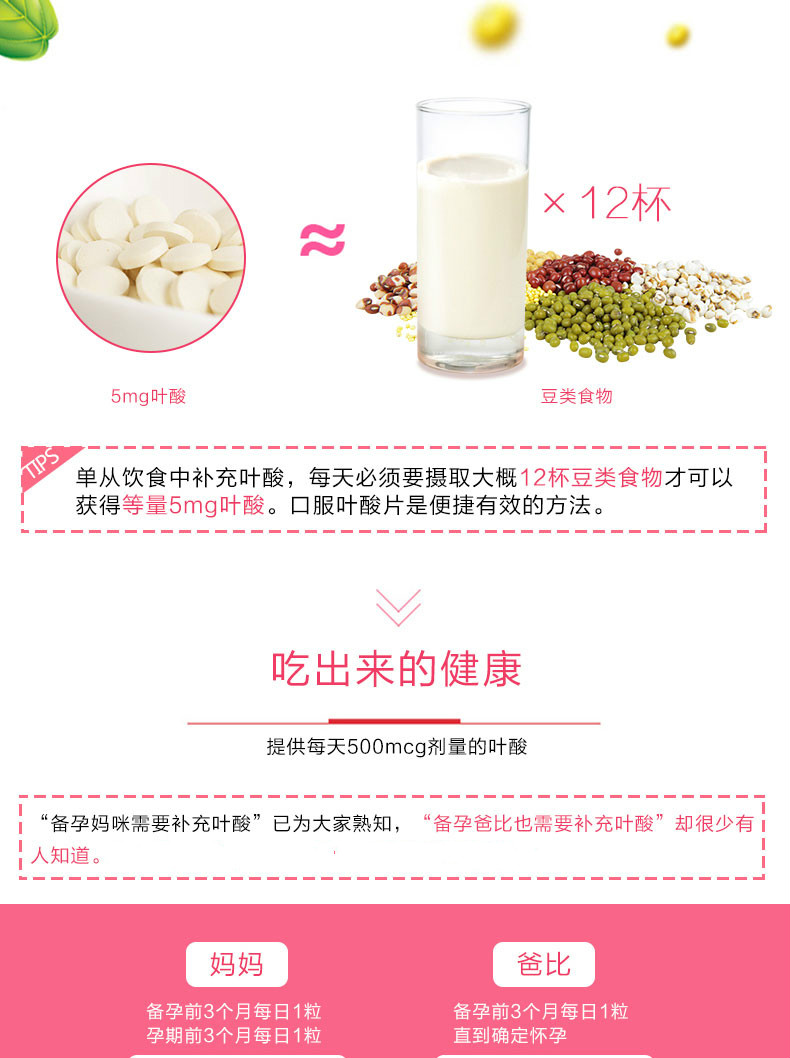 × 12杯
5mg叶酸
豆类食物
TIPS
单从饮食中补充叶酸，每天必须要摄取大概12杯豆类食物才可以
获得等量5mg叶酸。口服叶酸片是便捷有效的方法。
吃出来的健康
提供每天500mcg剂量的叶酸
“备孕妈咪需要补充叶酸”已为大家熟知，“备孕爸比也需要补充叶酸”却很少有
人知道。
妈妈
备孕前3个月每日1粒
孕期前3个月每日1粒
爸比
备孕前3个月每日1粒
直到确定怀孕